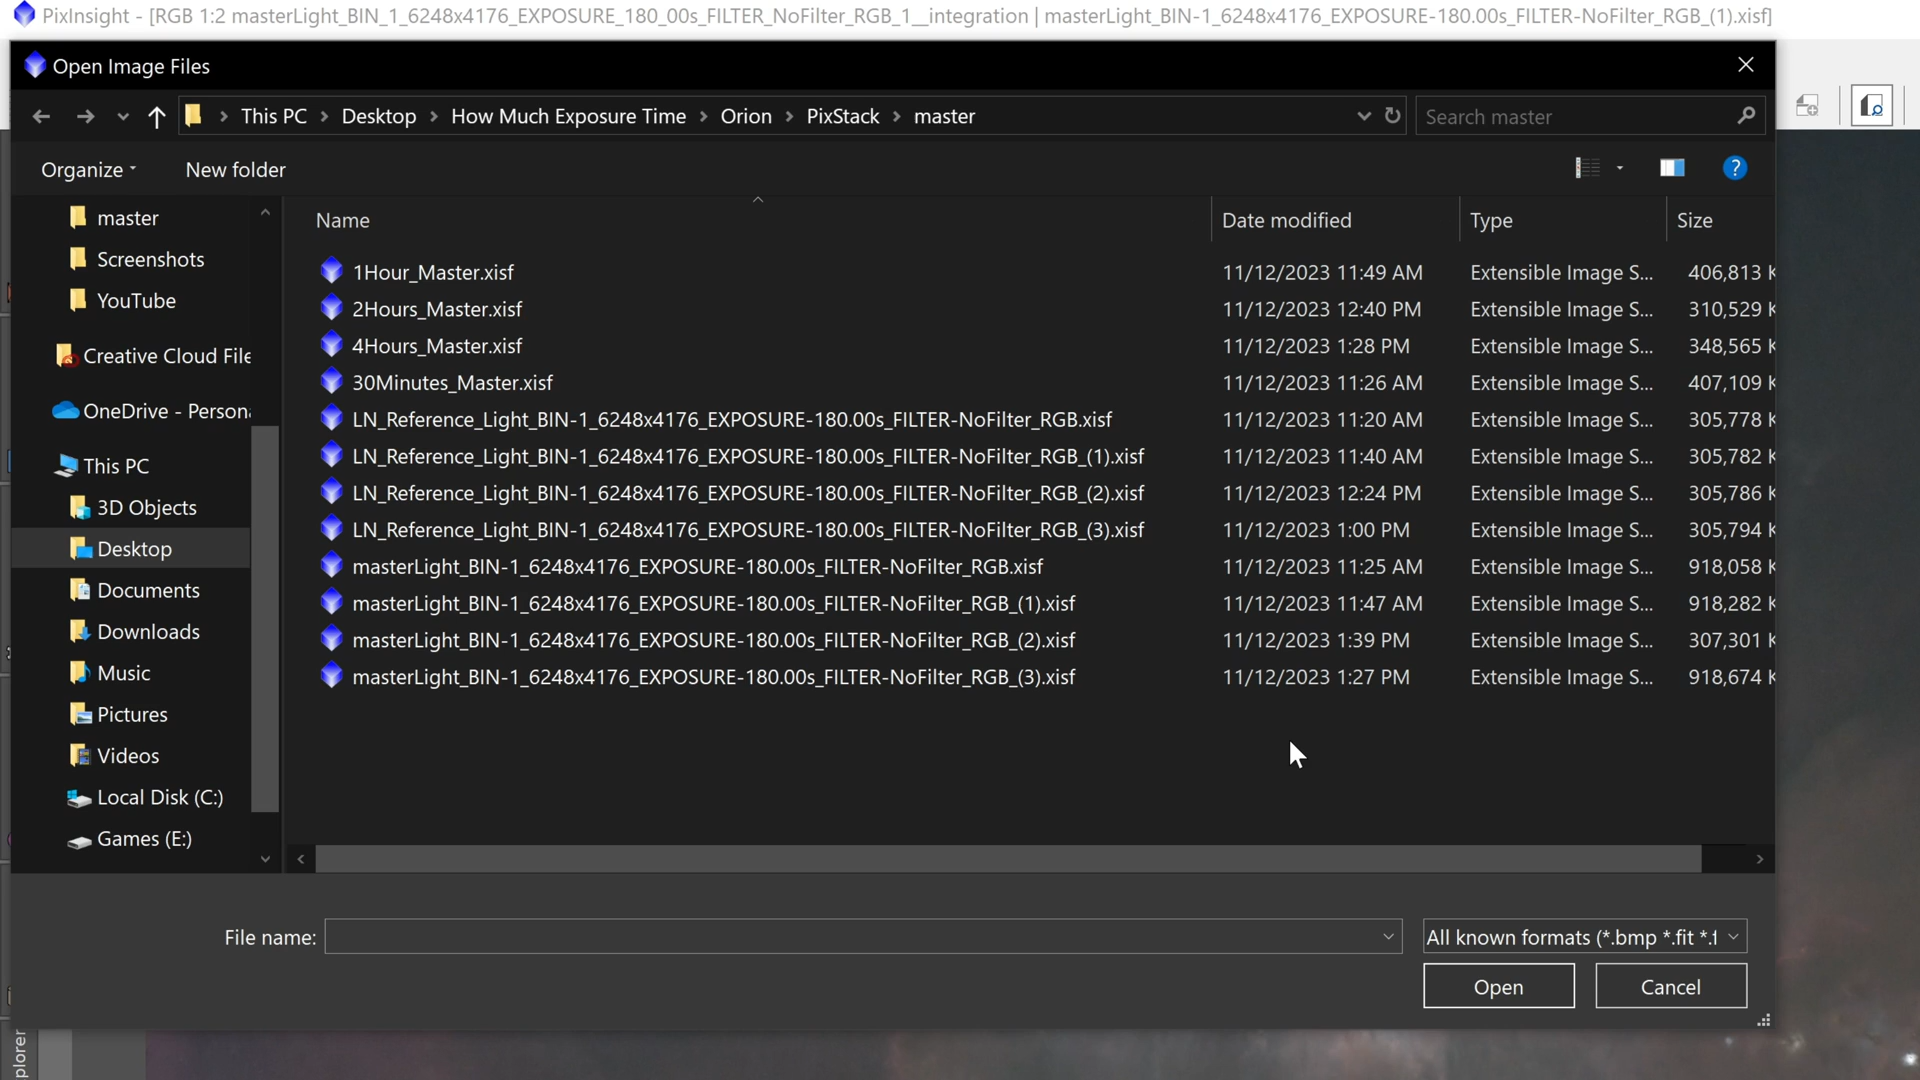 PixInsight - [RGB 1:2 masterLight_BIN_1_6248x4176_EXPOSURE_180_00s_FILTER_NoFilter_RGB_1__integration | masterLight_BIN-1_6248x4176_EXPOSURE-180.00s_FILTER-NoFilter_RGB_(1).xisf]
Open Image Files
This PC > Desktop > How Much Exposure Time > Orion > PixStack > master
Search master
Organize
New folder
master
Screenshots
YouTube
Creative Cloud File
OneDrive - Person
This PC
3D Objects
Desktop
Documents
Downloads
Music
Pictures
Videos
Local Disk (C:)
Games (E:)
Name Date modified Type Size
1Hour_Master.xisf 11/12/2023 11:49 AM Extensible Image S... 406,813 K
2Hours_Master.xisf 11/12/2023 12:40 PM Extensible Image S... 310,529 K
4Hours_Master.xisf 11/12/2023 1:28 PM Extensible Image S... 348,565 K
30Minutes_Master.xisf 11/12/2023 11:26 AM Extensible Image S... 407,109 K
LN_Reference_Light_BIN-1_6248x4176_EXPOSURE-180.00s_FILTER-NoFilter_RGB.xisf 11/12/2023 11:20 AM Extensible Image S... 305,778 K
LN_Reference_Light_BIN-1_6248x4176_EXPOSURE-180.00s_FILTER-NoFilter_RGB_(1).xisf 11/12/2023 11:40 AM Extensible Image S... 305,782 K
LN_Reference_Light_BIN-1_6248x4176_EXPOSURE-180.00s_FILTER-NoFilter_RGB_(2).xisf 11/12/2023 12:24 PM Extensible Image S... 305,786 K
LN_Reference_Light_BIN-1_6248x4176_EXPOSURE-180.00s_FILTER-NoFilter_RGB_(3).xisf 11/12/2023 1:00 PM Extensible Image S... 305,794 K
masterLight_BIN-1_6248x4176_EXPOSURE-180.00s_FILTER-NoFilter_RGB.xisf 11/12/2023 11:25 AM Extensible Image S... 918,058 K
masterLight_BIN-1_6248x4176_EXPOSURE-180.00s_FILTER-NoFilter_RGB_(1).xisf 11/12/2023 11:47 AM Extensible Image S... 918,282 K
masterLight_BIN-1_6248x4176_EXPOSURE-180.00s_FILTER-NoFilter_RGB_(2).xisf 11/12/2023 1:39 PM Extensible Image S... 307,301 K
masterLight_BIN-1_6248x4176_EXPOSURE-180.00s_FILTER-NoFilter_RGB_(3).xisf 11/12/2023 1:27 PM Extensible Image S... 918,674 K
File name:
All known formats (*.bmp *.fit *.f
Open
Cancel
plorer